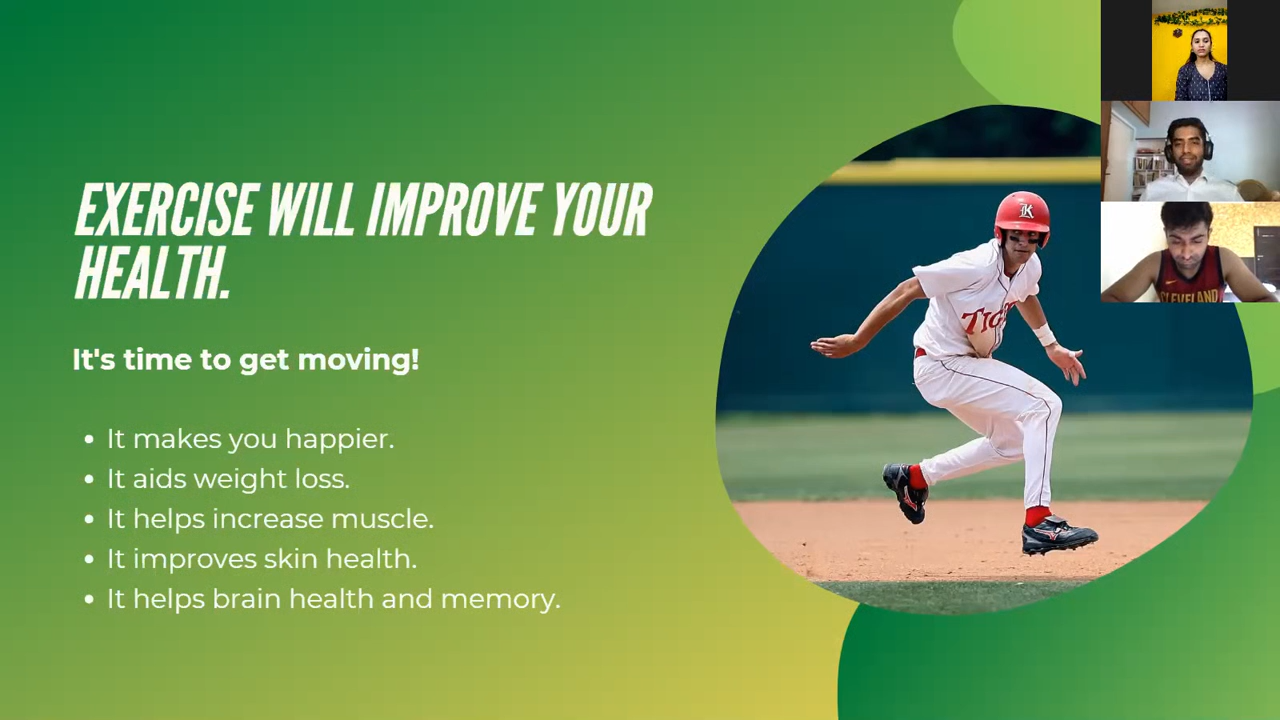 EXERCISE WILL IMPROVE YOUR
HEALTH.
It's time to get moving!
• It makes you happier.
• It aids weight loss.
• It helps increase muscle.
• It improves skin health.
• It helps brain health and memory.
K
CLEVELAND